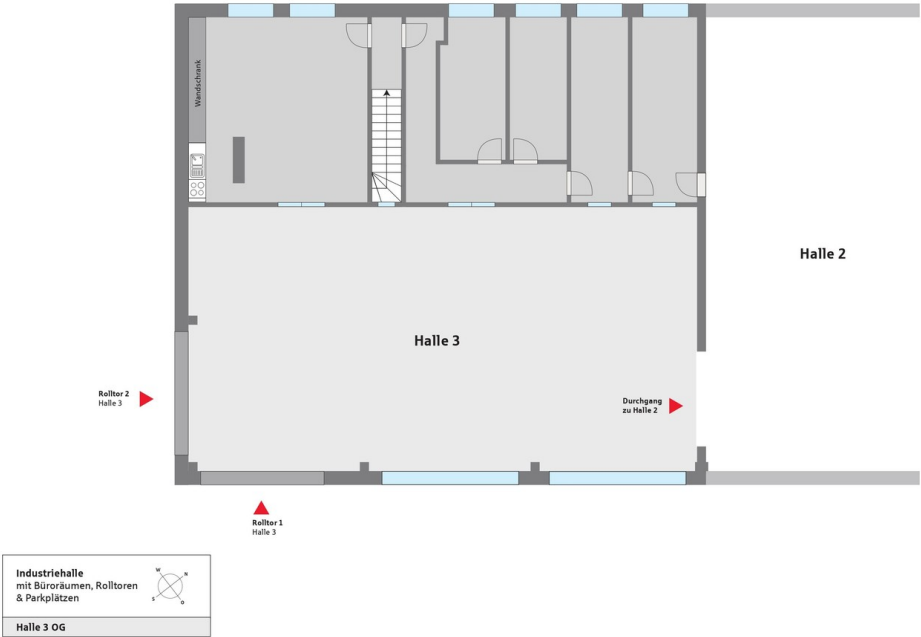 Wandschrank
Halle 2
Halle 3
Rolltor 2
Halle 3
Durchgang
zu Halle 2
Rolltor 1
Halle 3
Industriehalle
mit Büroräumen, Rolltoren
& Parkplätzen
W
N
S
O
Halle 3 OG